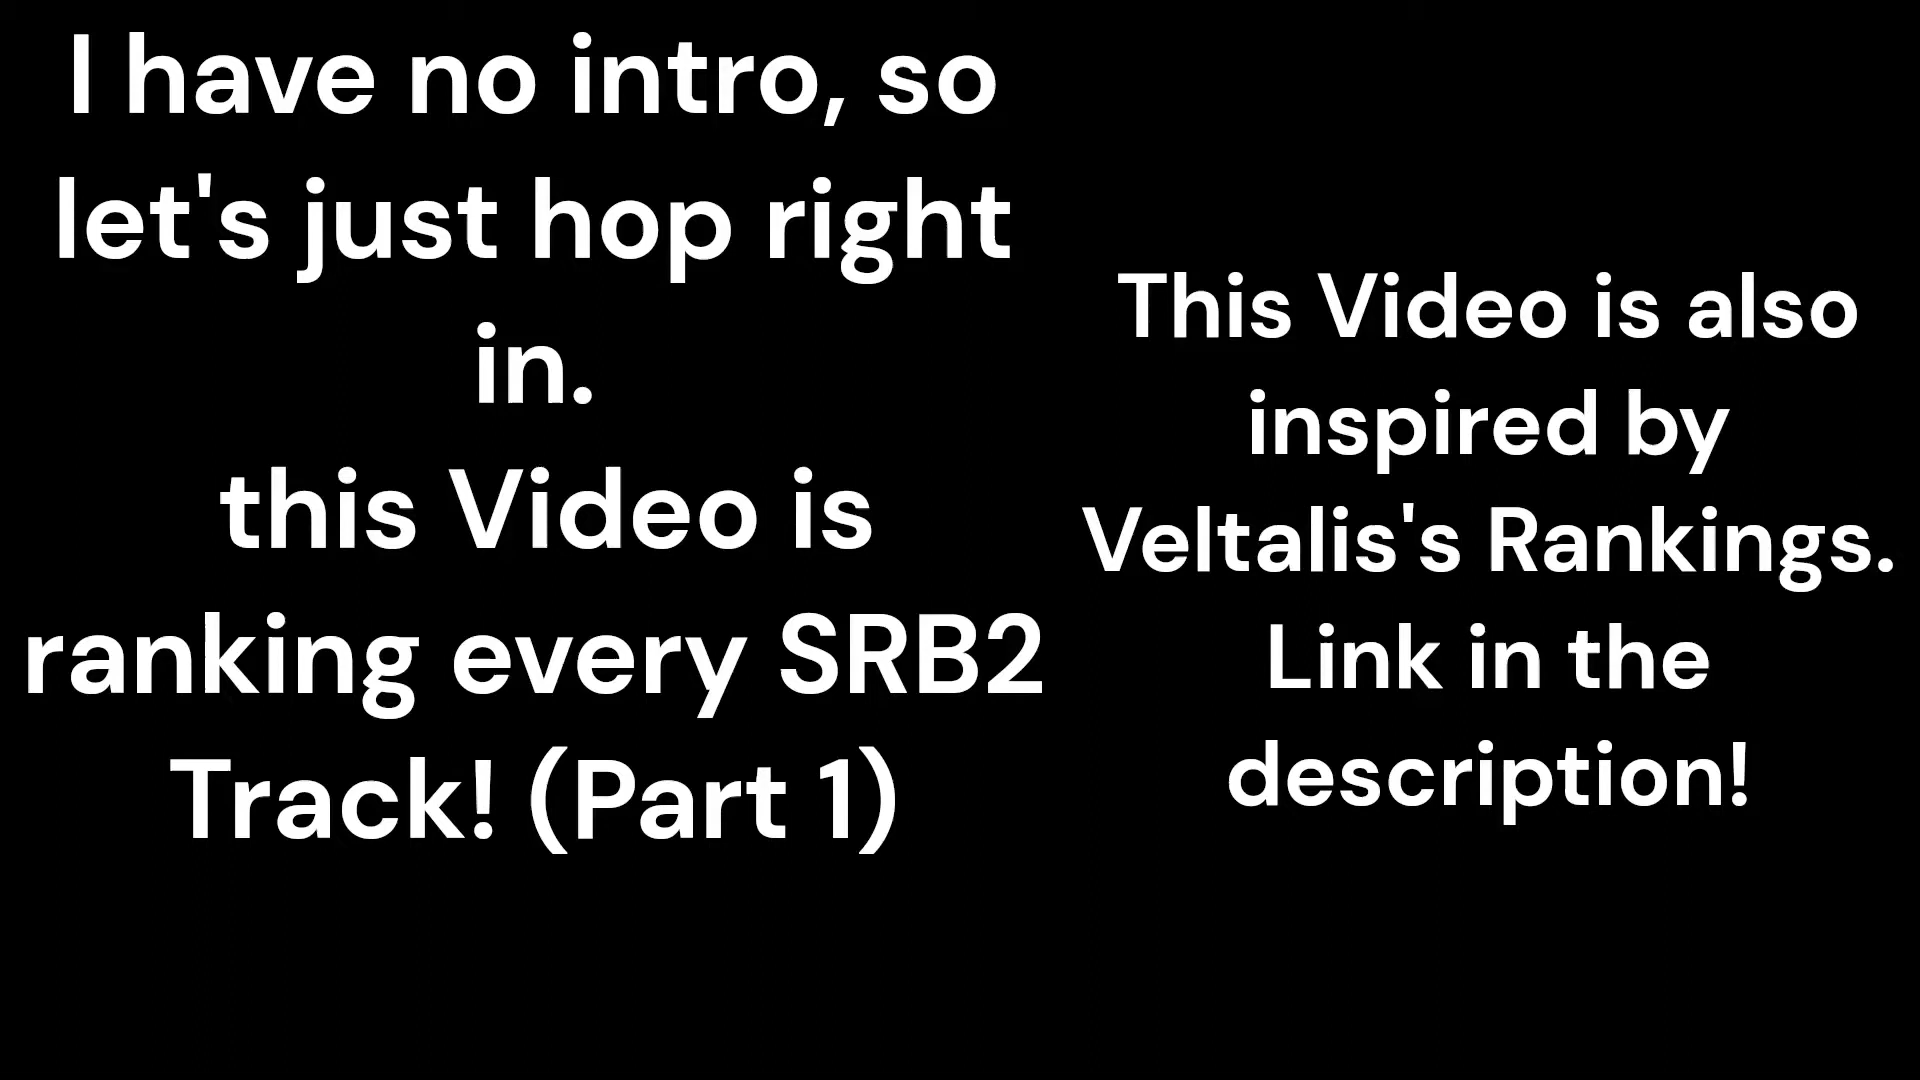 I have no intro, so
let's just hop right
in.
this Video is
ranking every SRB2
Track! (Part 1)
This Video is also
inspired by
Veltalis's Rankings.
Link in the
description!